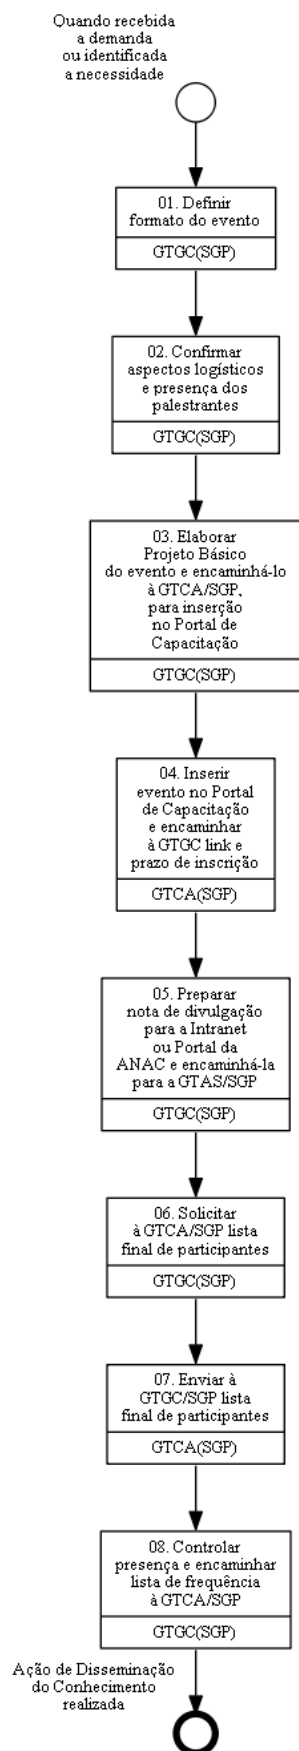 Quando recebida
a demanda
ou identificada
a necessidade
01. Definir
formato do evento
GTGC(SGP)
02. Confirmar
aspectos logísticos
e presença dos
palestrantes
GTGC(SGP)
03. Elaborar
Projeto Básico
do evento e encaminhá-lo
à GTCA/SGP,
para inserção
no Portal de
Capacitação
GTGC(SGP)
04. Inserir
evento no Portal
de Capacitação
e encaminhar
à GTGC link e
prazo de inscrição
GTCA(SGP)
05. Preparar
nota de divulgação
para a Intranet
ou Portal da
ANAC e encaminhá-la
para a GTAS/SGP
GTGC(SGP)
06. Solicitar
à GTCA/SGP lista
final de participantes
GTGC(SGP)
07. Enviar à
GTGC/SGP lista
final de participantes
GTCA(SGP)
08. Controlar
presença e encaminhar
lista de frequência
à GTCA/SGP
GTGC(SGP)
Ação de Disseminação
do Conhecimento
realizada